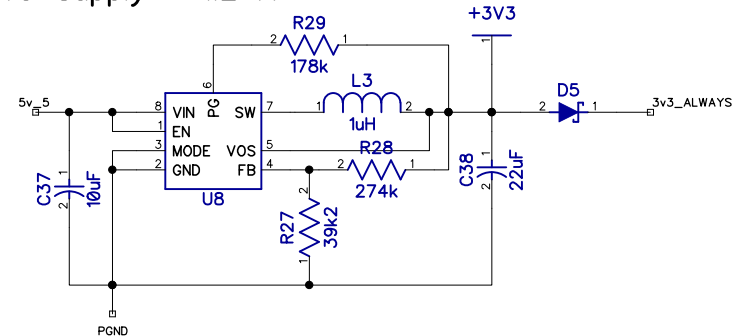 Supply
R29
+3V3
2
1
178k
1
6
L3
D5
5v_5
8
VIN
PG
SW
7
1
2
2
1
3v3_ALWAYS
1
EN
1uH
3
MODE
VOS
5
R28
2
GND
FB
4
2
1
C37
1
2
10uF
U8
274k
C38
1
2
22uF
R27
2
1
39k2
PGND